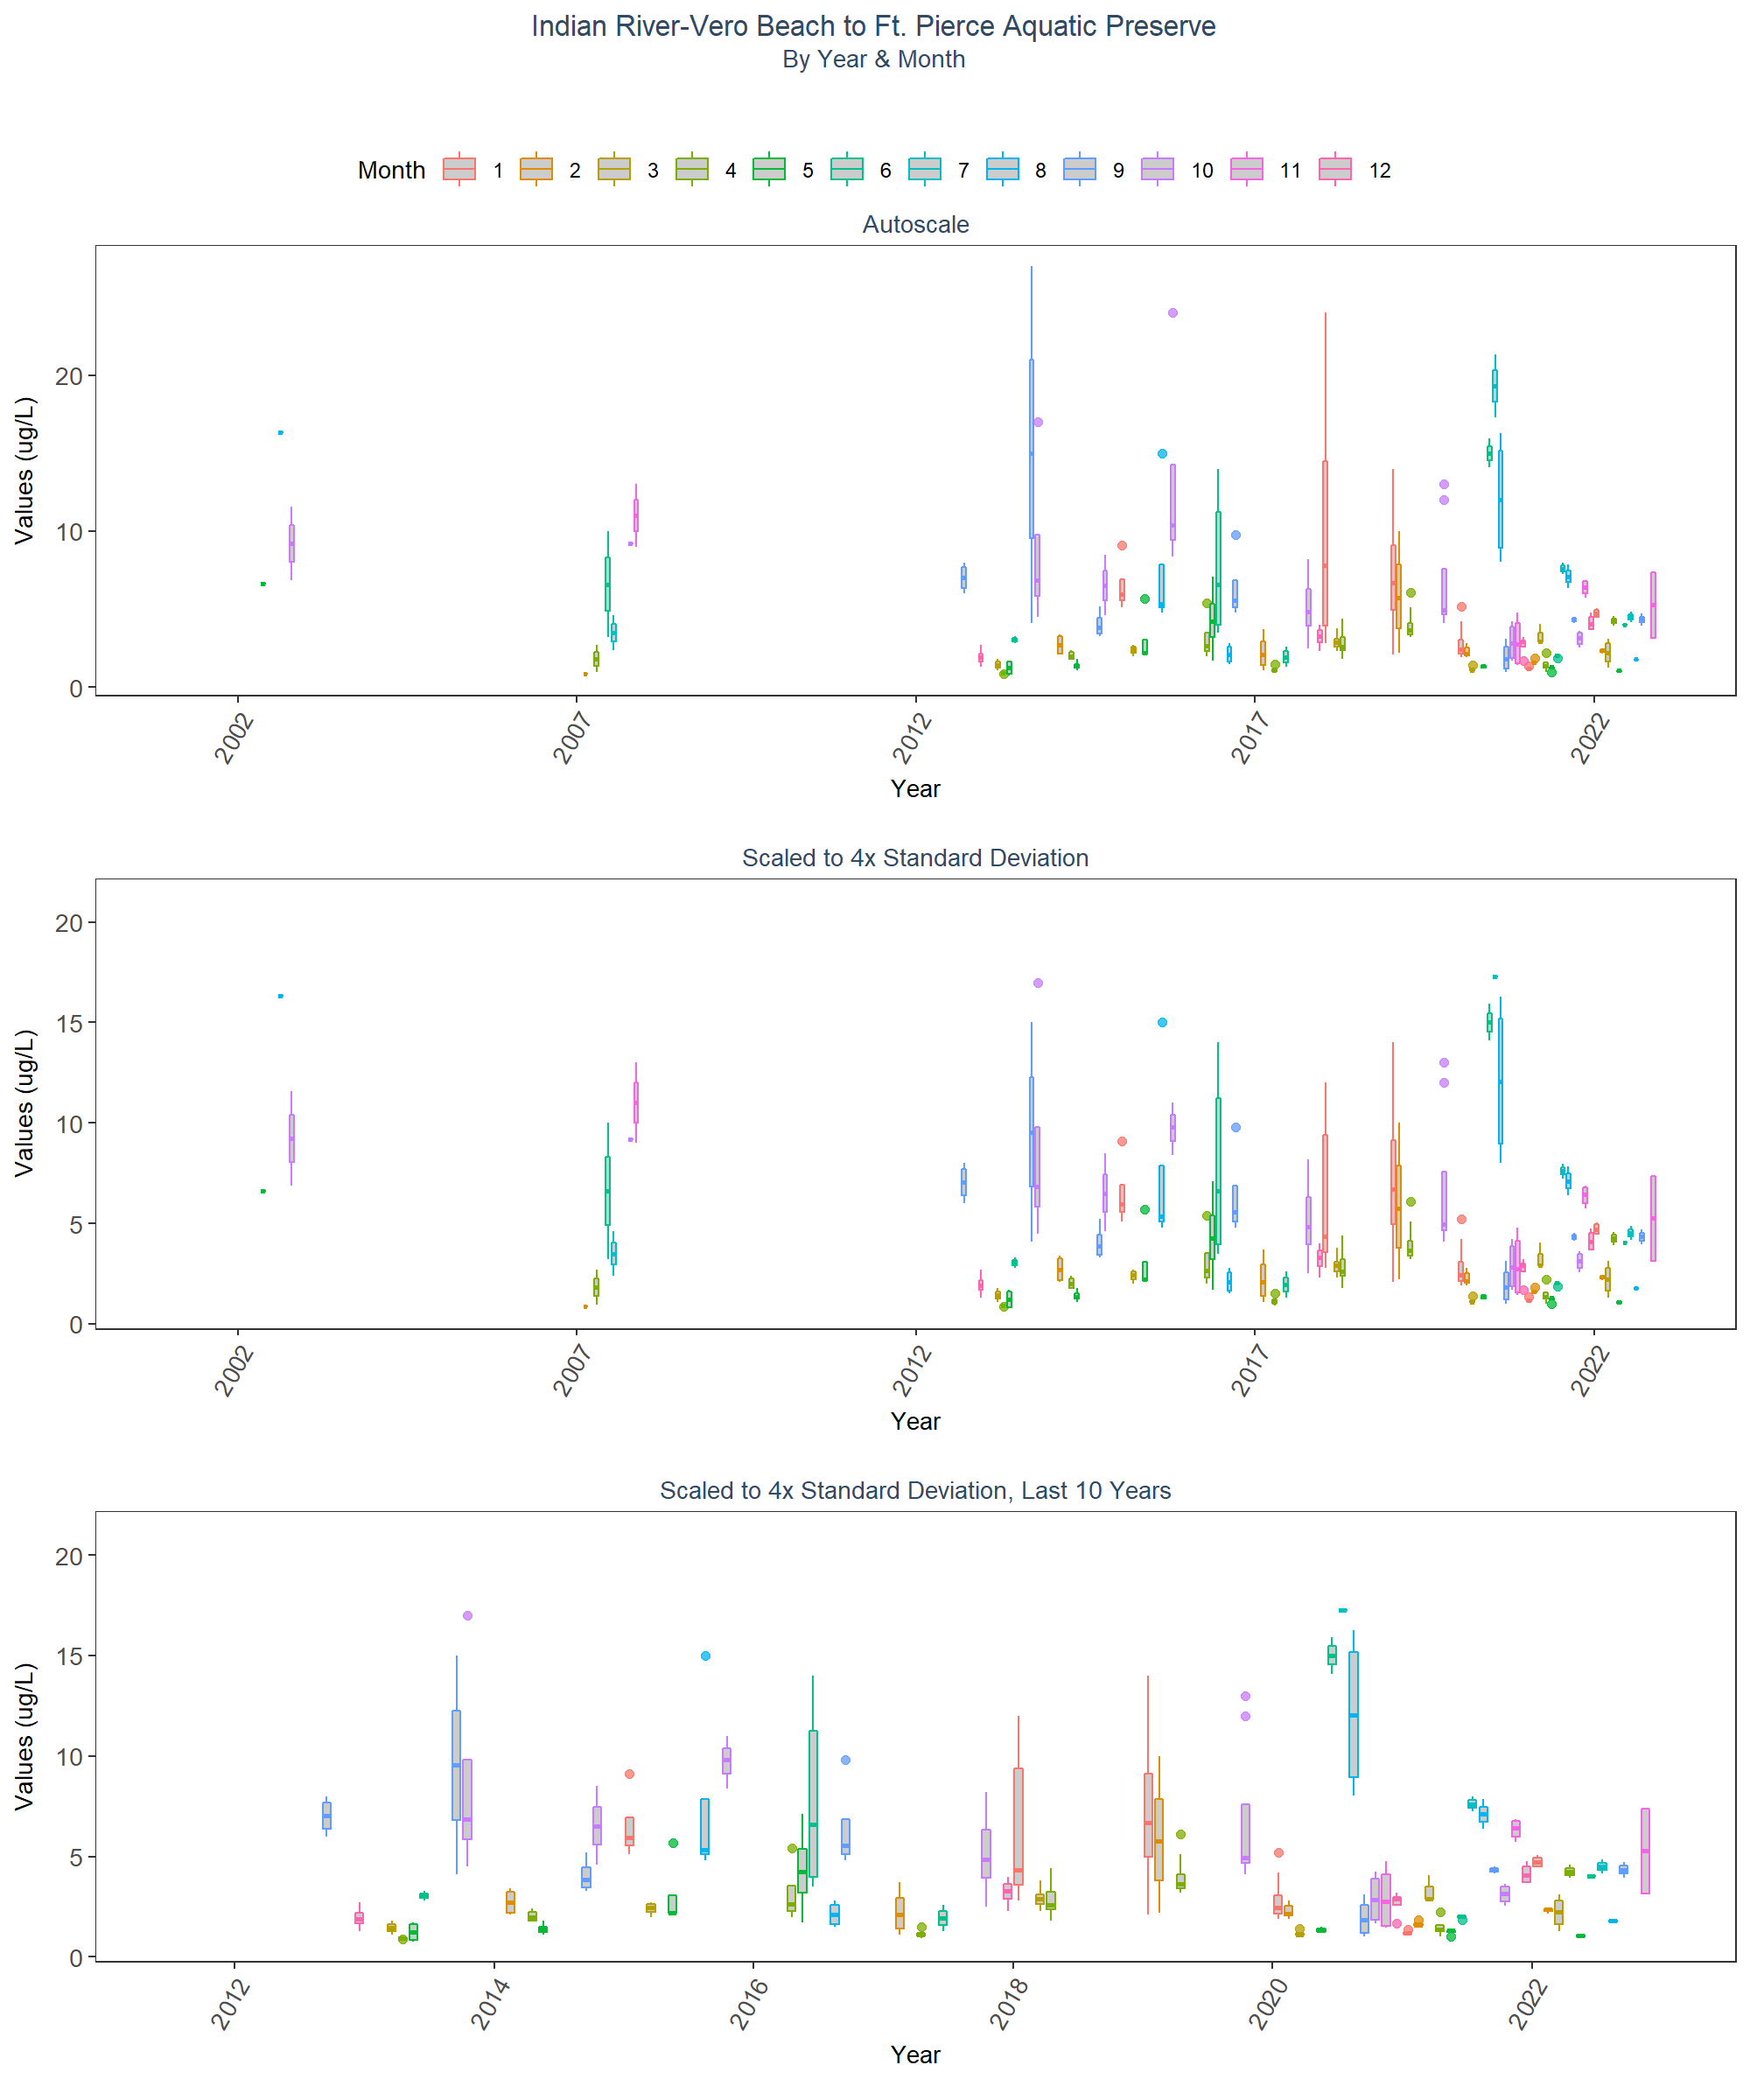 Indian River-Vero Beach to Ft. Pierce Aquatic Preserve
By Year & Month
Month 1 2 3 4 5 6 7 8 9 10 11 12
Autoscale
Values (ug/L)
20
10
0
2002 2007 2012 2017 2022
Year
Scaled to 4x Standard Deviation
Values (ug/L)
20
15
10
5
0
2002 2007 2012 2017 2022
Year
Scaled to 4x Standard Deviation, Last 10 Years
Values (ug/L)
20
15
10
5
0
2012 2014 2016 2018 2020 2022
Year